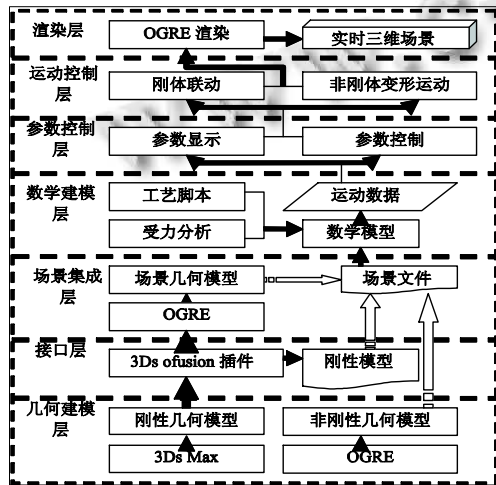 渲染层
OGRE 渲染
实时三维场景
运动控制
层
刚体联动
非刚体变形运动
参数控制
层
参数显示
参数控制
数学建模
层
工艺脚本
运动数据
受力分析
数学模型
场景集成
层
场景几何模型
场景文件
OGRE
接口层
3Ds ofusion 插件
刚性模型
几何建模
层
刚性几何模型
非刚性几何模型
3Ds Max
OGRE